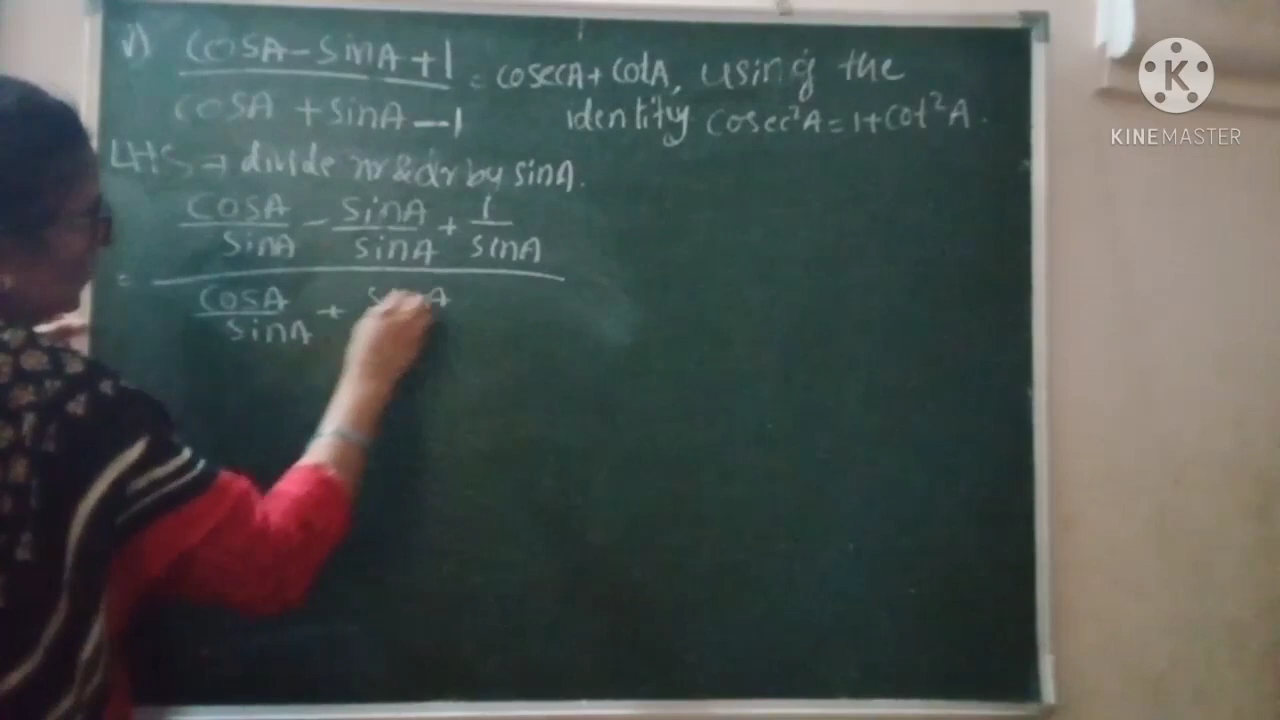 v) cosA - sinA + 1 / cosA + sinA - 1 = cosecA + cotA, using the
identity cosec²A = 1 + cot²A.
LHS → divide nr & dr by sinA.
cosA/sinA - sinA/sinA + 1/sinA
=
cosA/sinA + sinA
K
KINEMASTER